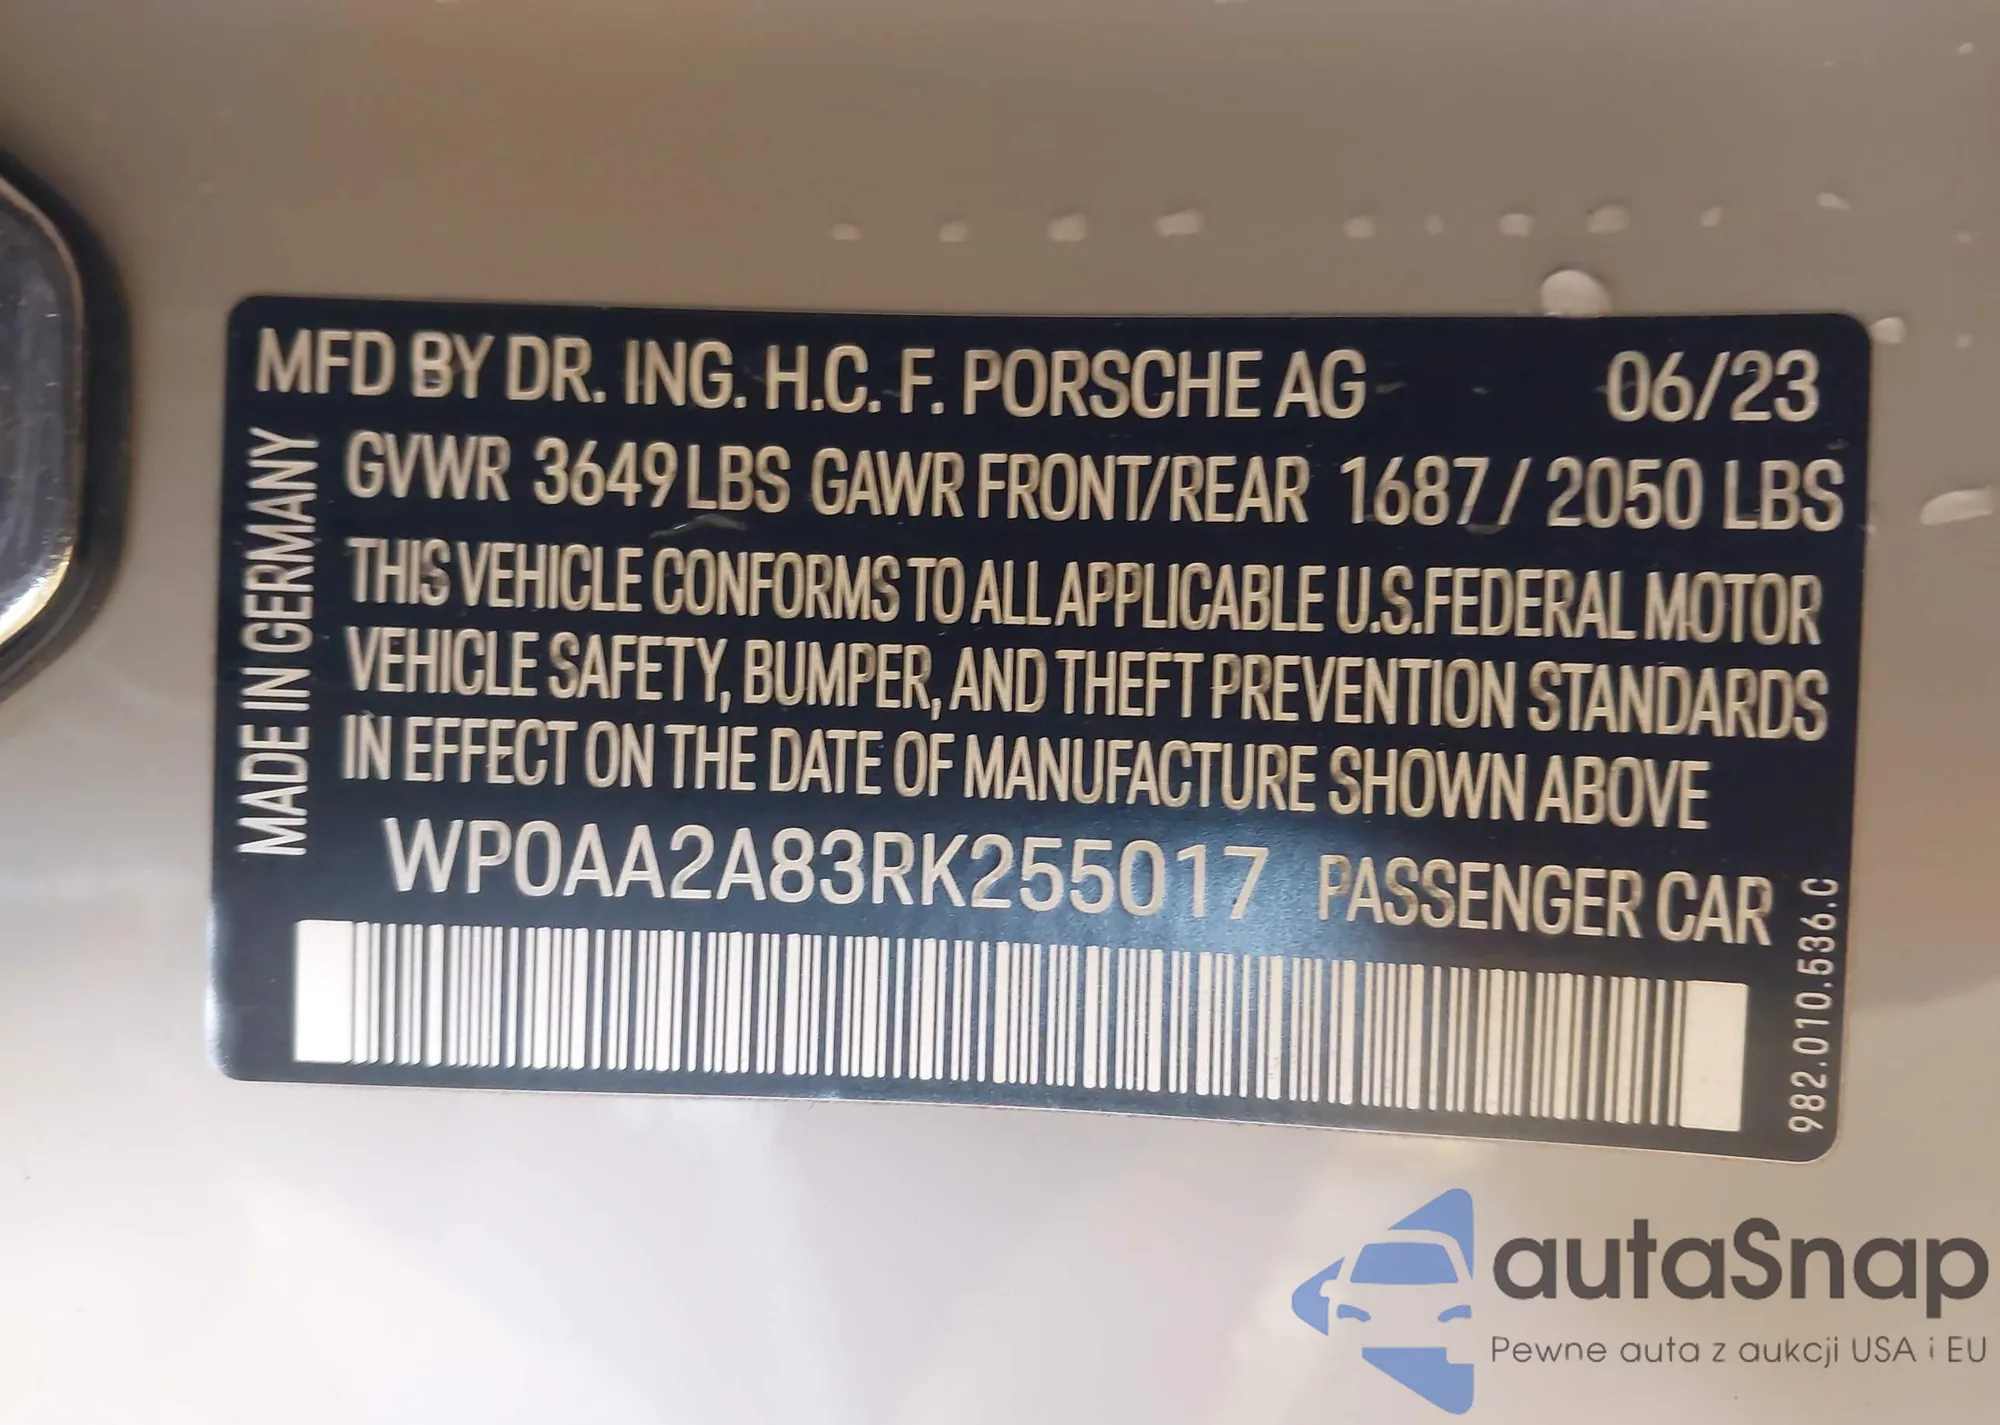 MFD BY DR. ING. H.C. F. PORSCHE AG 06/23
GVWR 3649 LBS GAWR FRONT/REAR 1687 / 2050 LBS
THIS VEHICLE CONFORMS TO ALL APPLICABLE U.S.FEDERAL MOTOR
VEHICLE SAFETY, BUMPER, AND THEFT PREVENTION STANDARDS
IN EFFECT ON THE DATE OF MANUFACTURE SHOWN ABOVE
WP0AA2A83RK255017 PASSENGER CAR
MADE IN GERMANY
982.010.536.C
autaSnap
Pewne auta z aukcji USA i EU